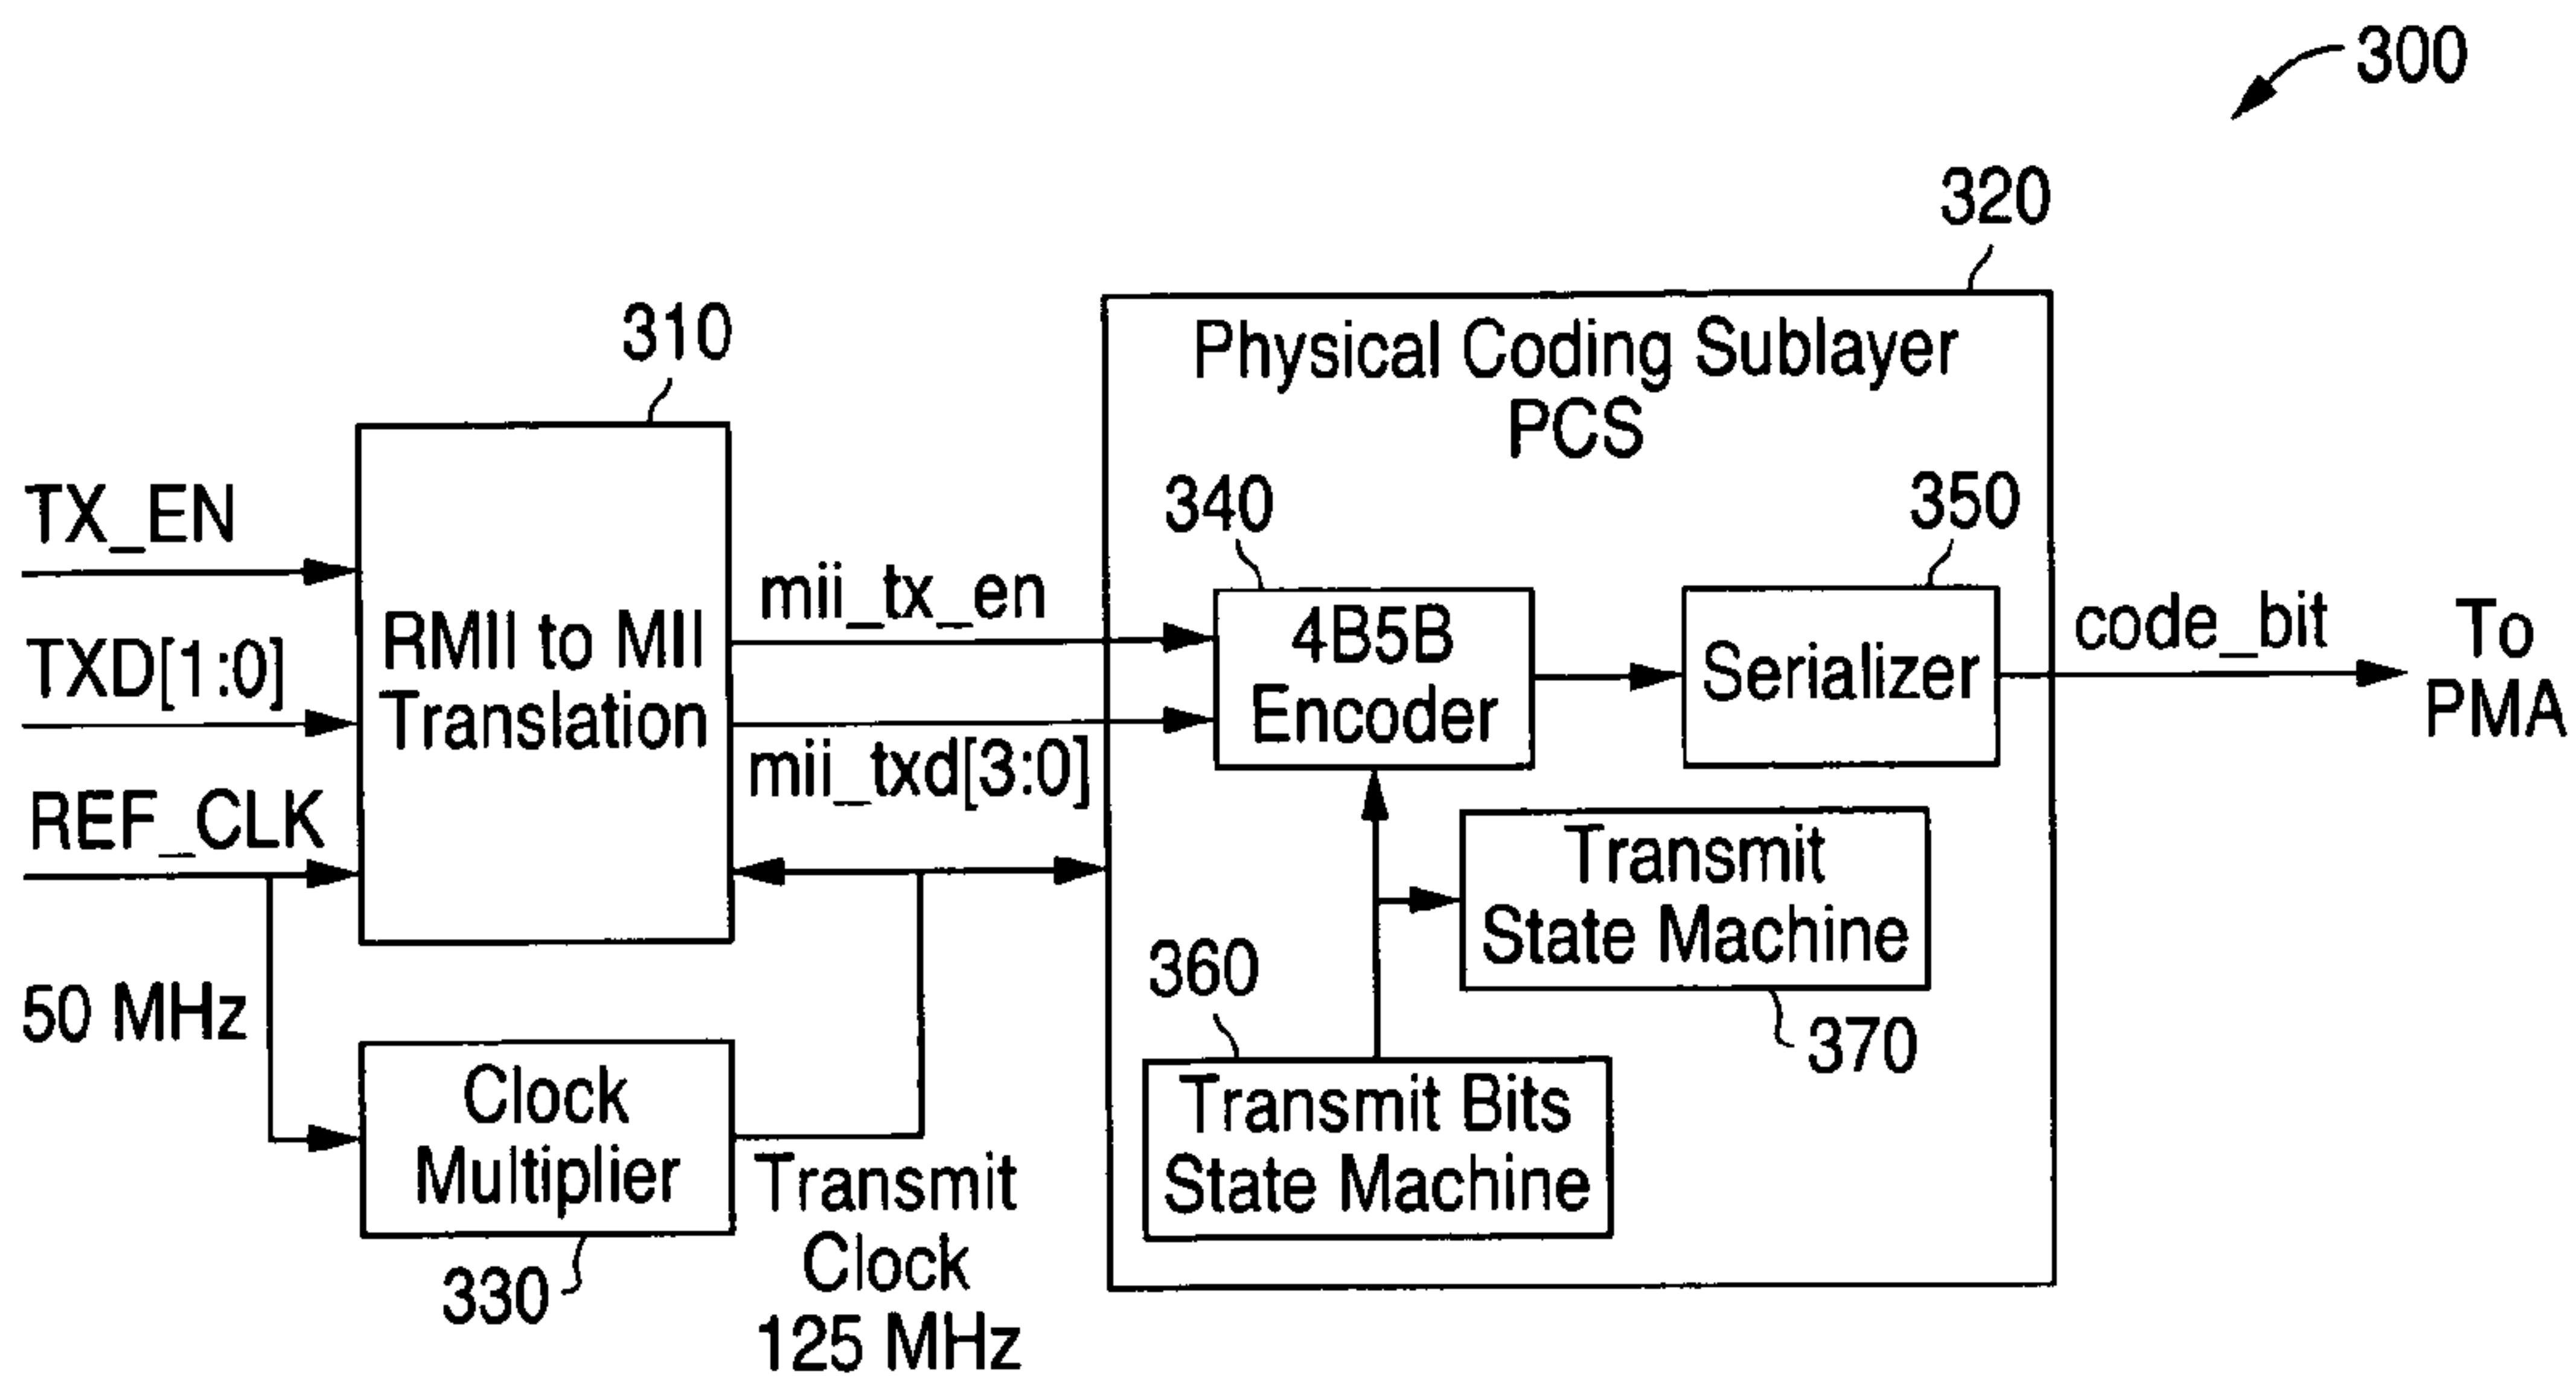 300
320
Physical Coding Sublayer
PCS
310
TX_EN
TXD[1:0]
REF_CLK
50 MHz
RMII to MII
Translation
mii_tx_en
mii_txd[3:0]
340
4B5B
Encoder
350
Serializer
code_bit
To
PMA
Transmit
State Machine
370
360
Transmit Bits
State Machine
Clock
Multiplier
330
Transmit
Clock
125 MHz